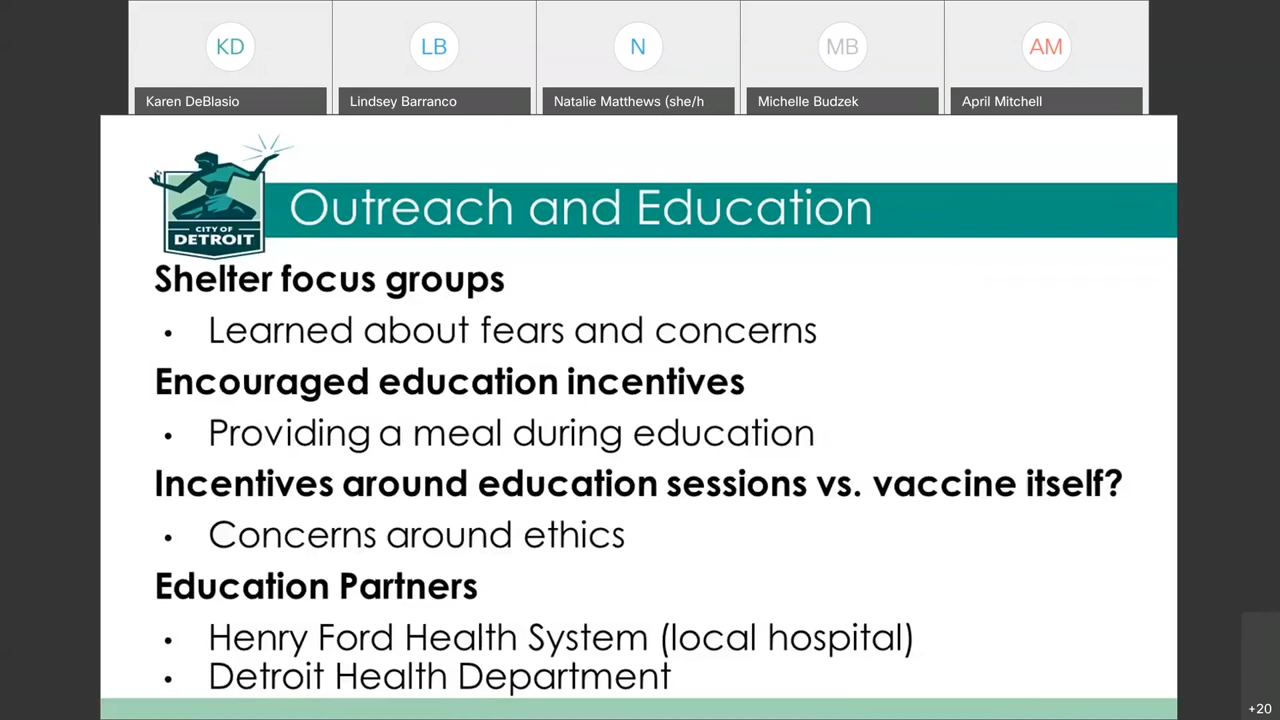 KD
LB
N
MB
AM
Karen DeBlasio
Lindsey Barranco
Natalie Matthews (she/h
Michelle Budzek
April Mitchell
CITY OF
DETROIT
Outreach and Education
Shelter focus groups
• Learned about fears and concerns
Encouraged education incentives
• Providing a meal during education
Incentives around education sessions vs. vaccine itself?
• Concerns around ethics
Education Partners
• Henry Ford Health System (local hospital)
• Detroit Health Department
+20